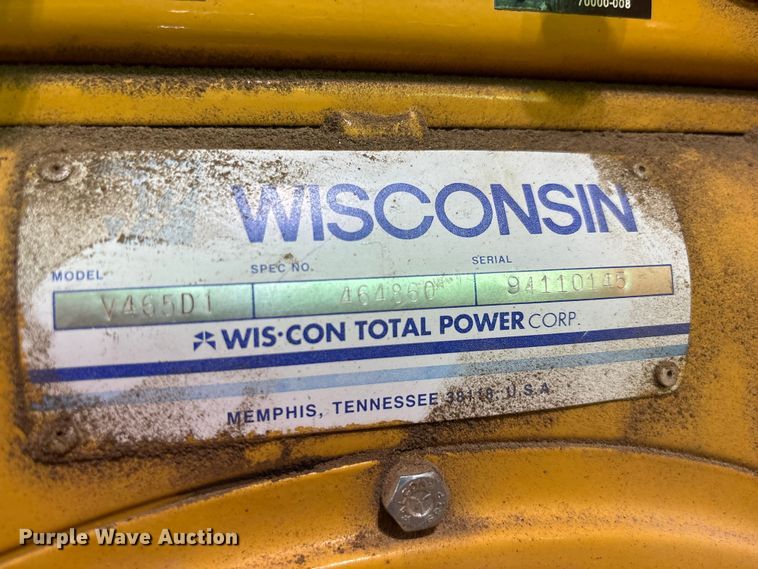 70000-008
WISCONSIN
MODEL SPEC NO. SERIAL
V465D1 464860 94110145
WIS·CON TOTAL POWER CORP.
MEMPHIS, TENNESSEE 38118, U.S.A
Purple Wave Auction